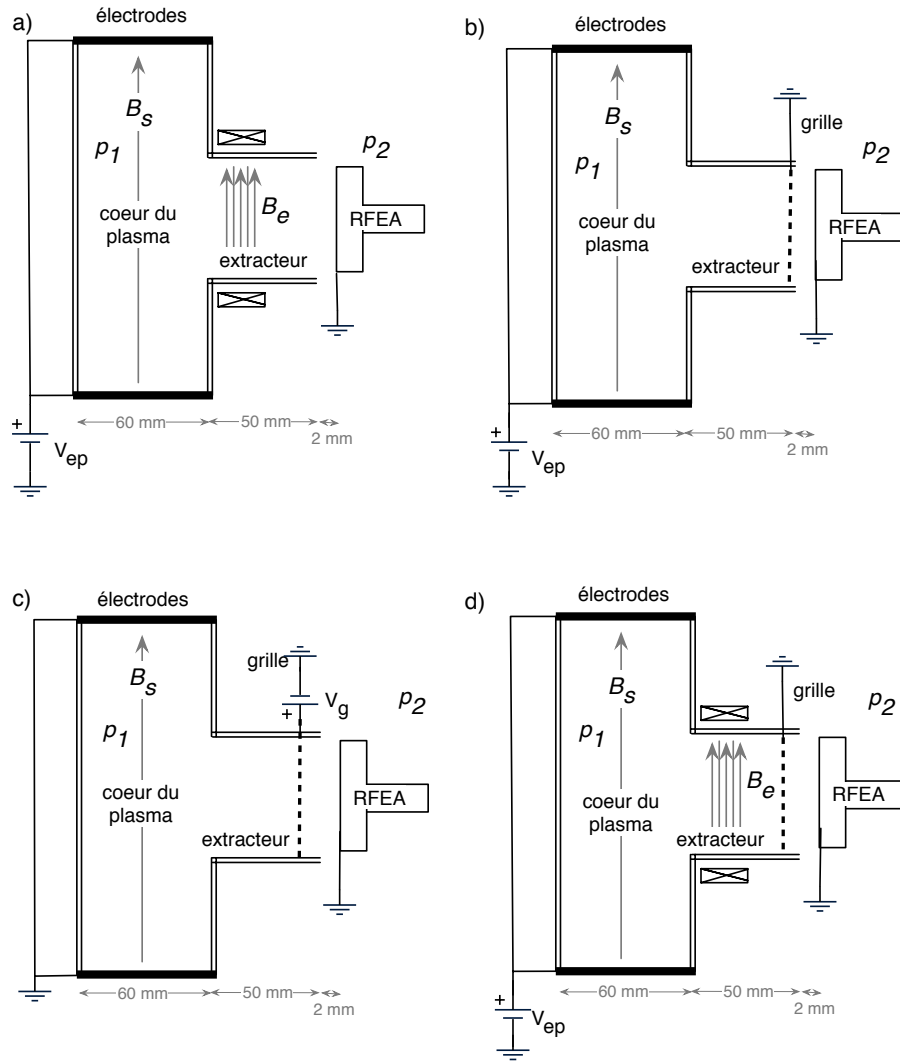 a)
électrodes
B_s
p_1
p_2
B_e
coeur du
plasma
RFEA
extracteur
60 mm
50 mm
2 mm
+
V_ep
b)
électrodes
grille
B_s
p_1
p_2
coeur du
plasma
RFEA
extracteur
60 mm
50 mm
2 mm
+
V_ep
c)
électrodes
grille
B_s
V_g
+
p_2
p_1
coeur du
plasma
RFEA
extracteur
60 mm
50 mm
2 mm
d)
électrodes
grille
B_s
p_2
p_1
B_e
coeur du
plasma
RFEA
extracteur
60 mm
50 mm
2 mm
+
V_ep